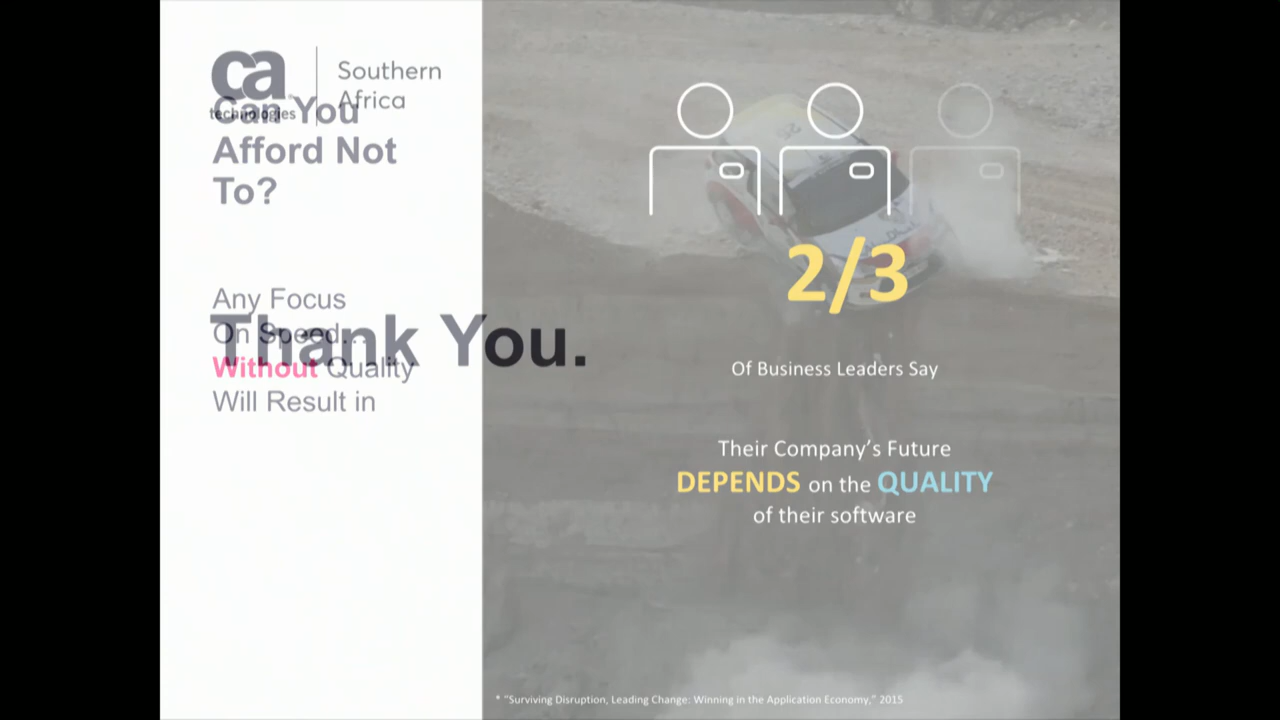 ca
technologies
Southern
Africa
Can You
Afford Not
To?
Any Focus
On Speed...
Without Quality
Will Result in
Thank You.
2/3
Of Business Leaders Say
Their Company's Future
DEPENDS on the QUALITY
of their software
* "Surviving Disruption, Leading Change: Winning in the Application Economy," 2015